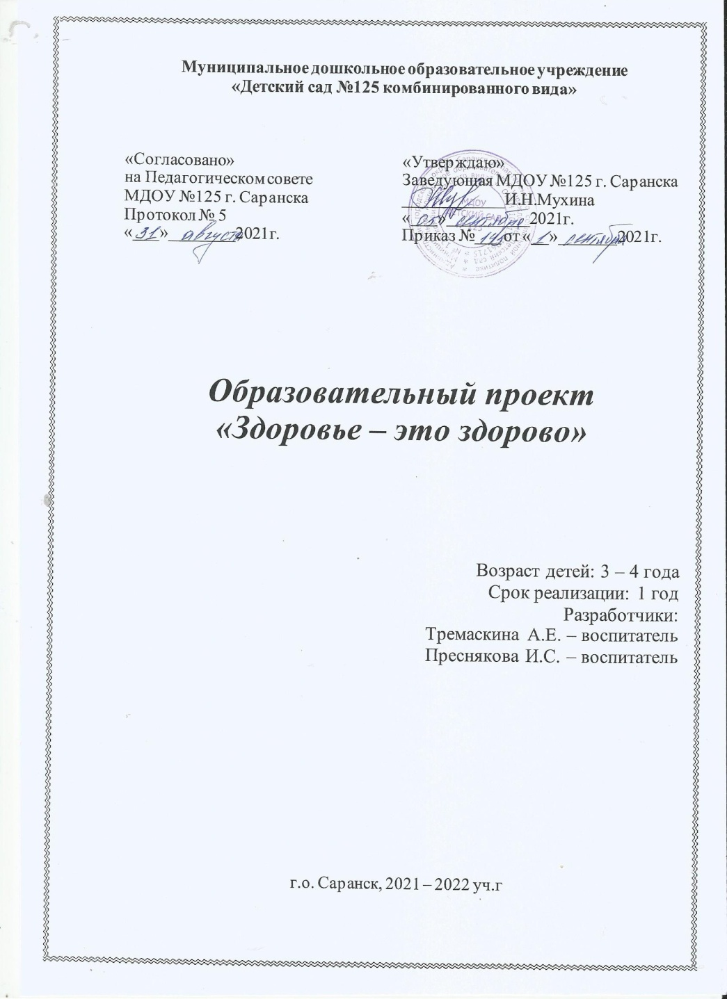 Муниципальное дошкольное образовательное учреждение
«Детский сад №125 комбинированного вида»
«Согласовано»
на Педагогическом совете
МДОУ №125 г. Саранска
Протокол № 5
«31» августа 2021г.
«Утверждаю»
Заведующая МДОУ №125 г. Саранска
И.Н.Мухина
« » сентября 2021г.
Приказ № от «1» сентября 2021г.
МДОУ
Образовательный проект
«Здоровье – это здорово»
Возраст детей: 3 – 4 года
Срок реализации: 1 год
Разработчики:
Тремаскина А.Е. – воспитатель
Преснякова И.С. – воспитатель
г.о. Саранск, 2021 – 2022 уч.г